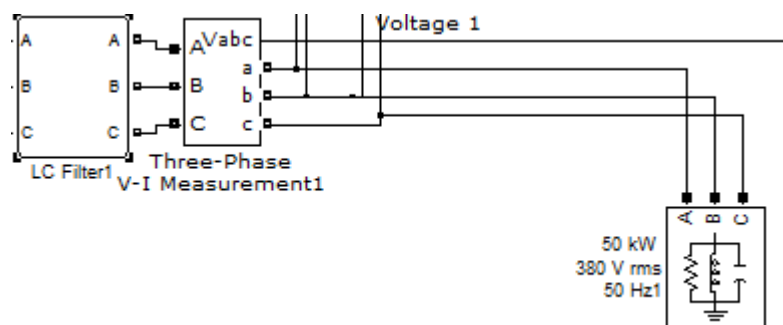 Voltage 1
A A
B B
C C
LC Filter1
A Vabc
a
B b
C c
Three-Phase
V-I Measurement1
A B C
50 kW
380 V rms
50 Hz1